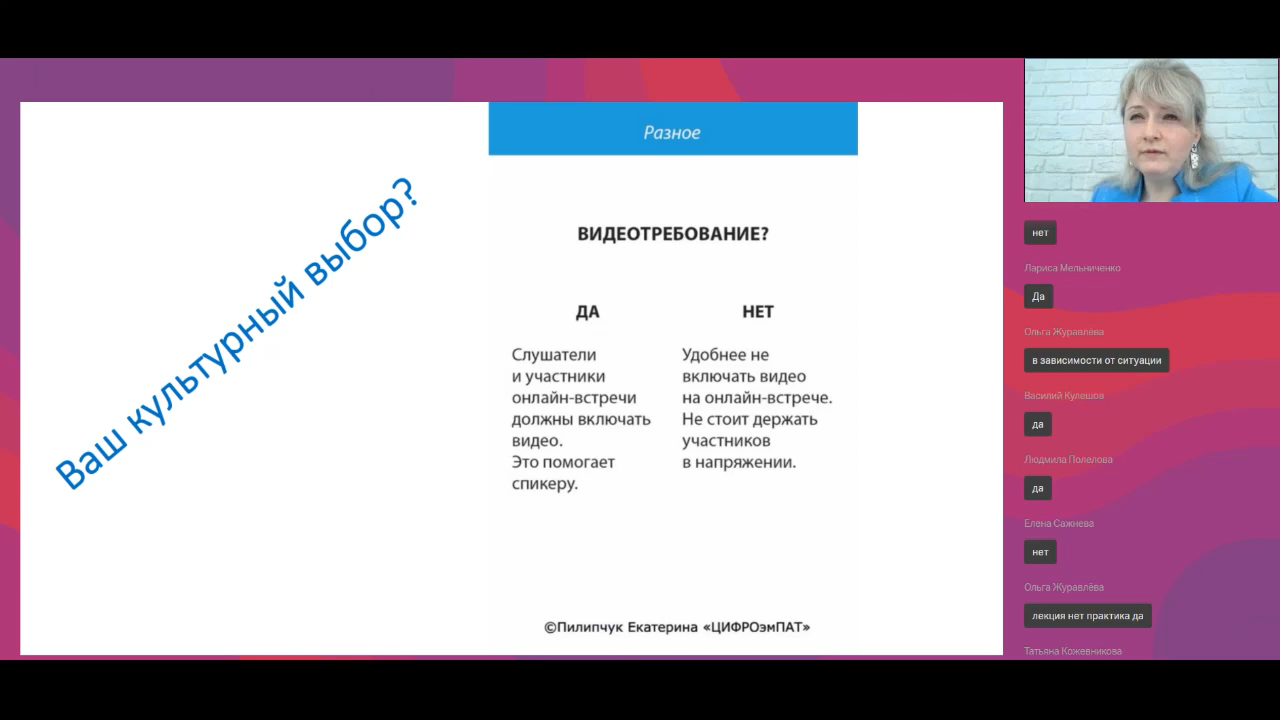 Ваш культурный выбор?
Разное
ВИДЕОТРЕБОВАНИЕ?
ДА
Слушатели
и участники
онлайн-встречи
должны включать
видео.
Это помогает
спикеру.
НЕТ
Удобнее не
включать видео
на онлайн-встрече.
Не стоит держать
участников
в напряжении.
©Пилипчук Екатерина «ЦИФРОэмПАТ»
нет
Лариса Мельниченко
Да
Ольга Журавлёва
в зависимости от ситуации
Василий Кулешов
да
Людмила Полелова
да
Елена Сажнева
нет
Ольга Журавлёва
лекция нет практика да
Татьяна Кожевникова